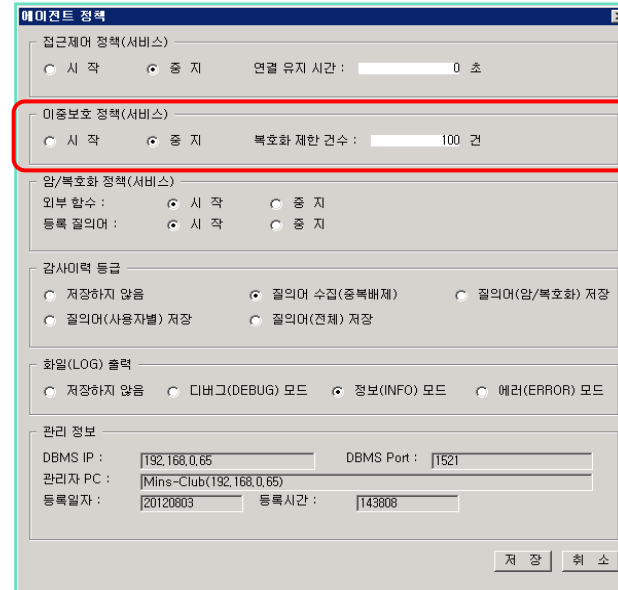 에이전트 정책
접근제어 정책(서비스)
시 작 중 지 연결 유지 시간 : 0 초
이중보호 정책(서비스)
시 작 중 지 복호화 제한 건수 : 100 건
암/복호화 정책(서비스)
외부 함수 : 시 작 중 지
등록 질의어 : 시 작 중 지
감사이력 등급
저장하지 않음 질의어 수집(중복배제) 질의어(암/복호화) 저장
질의어(사용자별) 저장 질의어(전체) 저장
화일(LOG) 출력
저장하지 않음 디버그(DEBUG) 모드 정보(INFO) 모드 에러(ERROR) 모드
관리 정보
DBMS IP : 192,168,0,65 DBMS Port : 1521
관리자 PC : Mins-Club(192,168,0,65)
등록일자 : 20120803 등록시간 : 143808
저 장 취 소